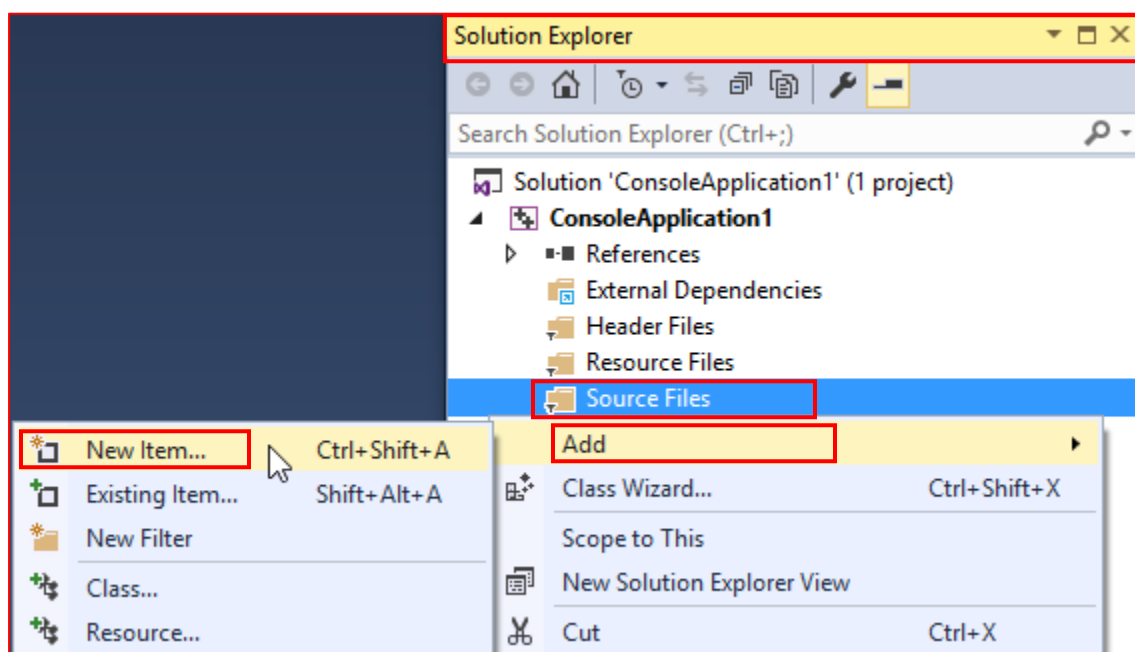 Solution Explorer
Search Solution Explorer (Ctrl+;)
Solution 'ConsoleApplication1' (1 project)
ConsoleApplication1
References
External Dependencies
Header Files
Resource Files
Source Files
Add
Class Wizard... Ctrl+Shift+X
Scope to This
New Solution Explorer View
Cut Ctrl+X
New Item... Ctrl+Shift+A
Existing Item... Shift+Alt+A
New Filter
Class...
Resource...